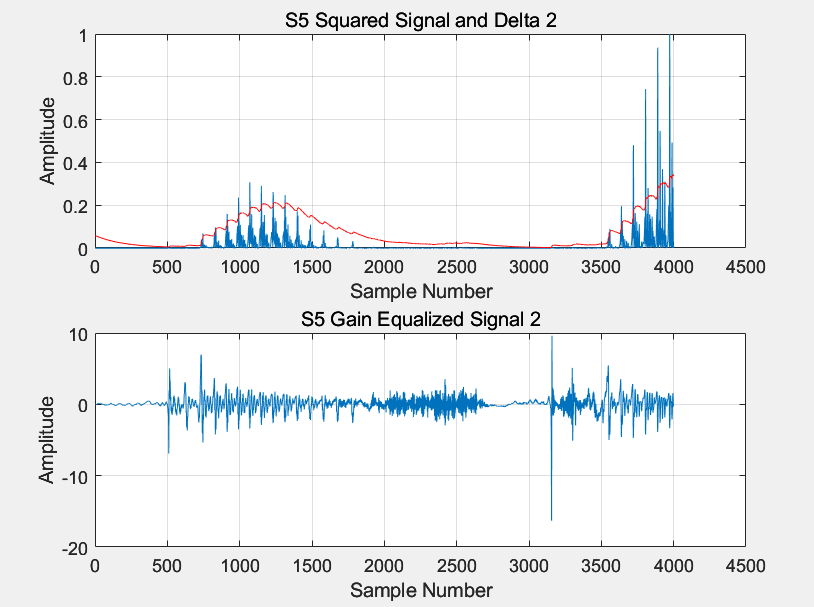 S5 Squared Signal and Delta 2
Amplitude
1
0.8
0.6
0.4
0.2
0
0 500 1000 1500 2000 2500 3000 3500 4000 4500
Sample Number
S5 Gain Equalized Signal 2
Amplitude
10
0
-10
-20
0 500 1000 1500 2000 2500 3000 3500 4000 4500
Sample Number